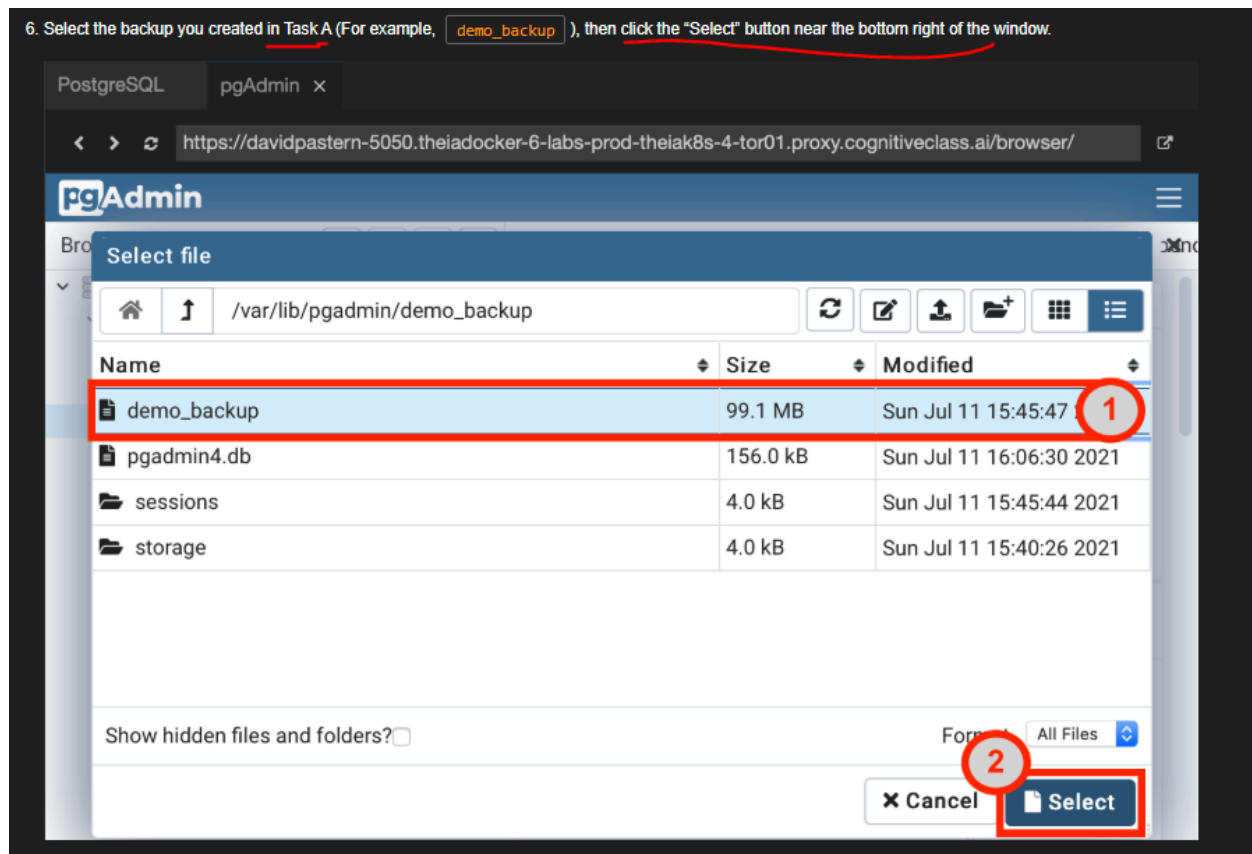 6. Select the backup you created in Task A (For example, demo_backup ), then click the “Select” button near the bottom right of the window.
PostgreSQL pgAdmin ×
https://davidpastern-5050.theiadocker-6-labs-prod-theiak8s-4-tor01.proxy.cognitiveclass.ai/browser/
pgAdmin
Bro
Select file
/var/lib/pgadmin/demo_backup
Name Size Modified
demo_backup 99.1 MB Sun Jul 11 15:45:47 1
pgadmin4.db 156.0 kB Sun Jul 11 16:06:30 2021
sessions 4.0 kB Sun Jul 11 15:45:44 2021
storage 4.0 kB Sun Jul 11 15:40:26 2021
Show hidden files and folders? All Files
2
Cancel Select